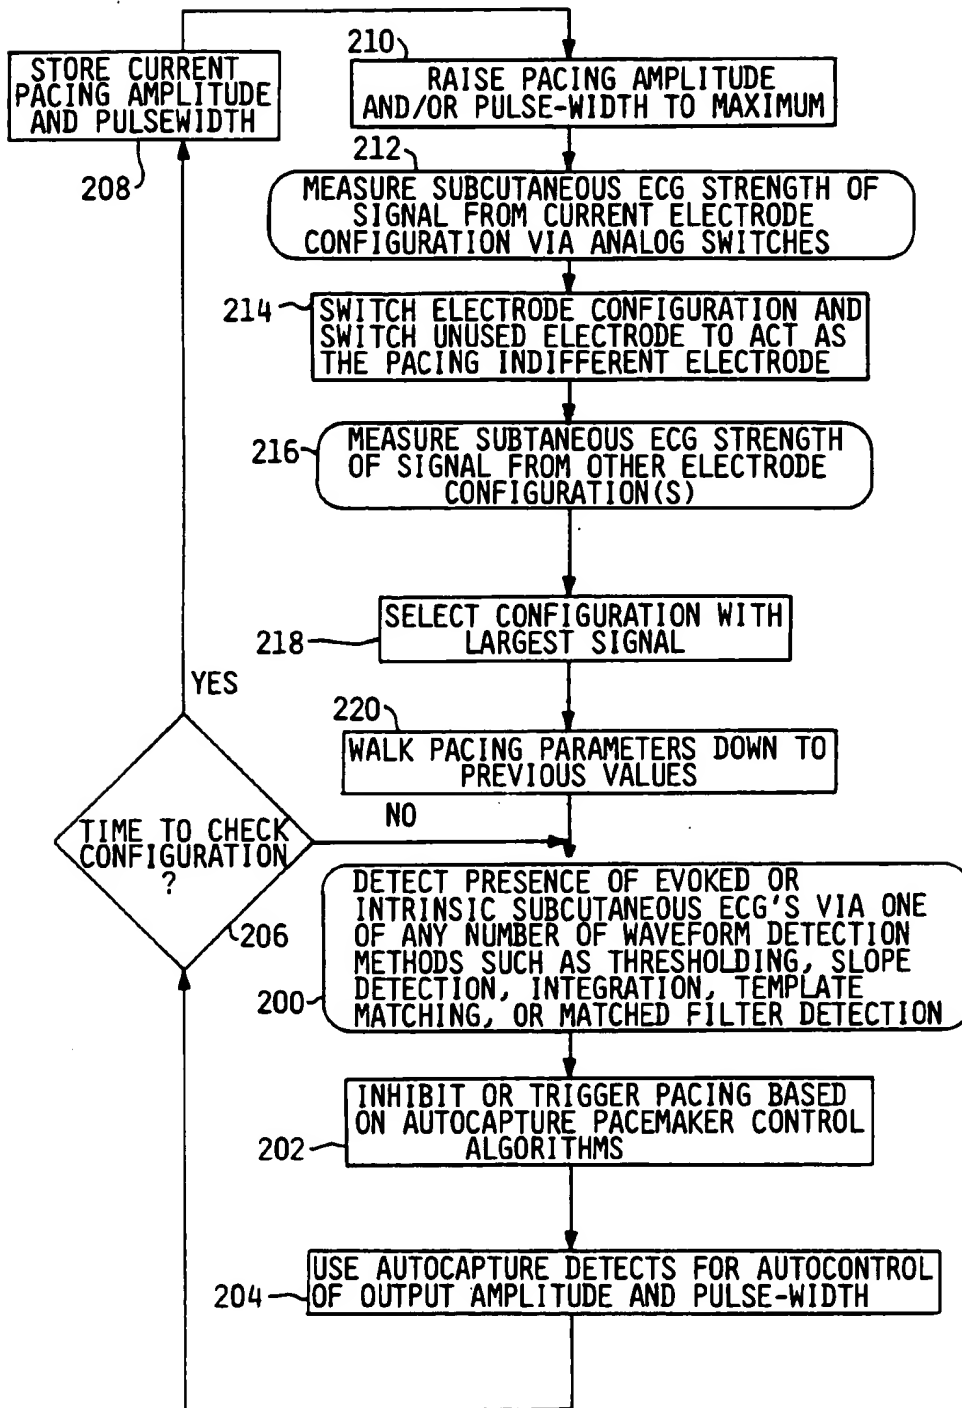 STORE CURRENT
PACING AMPLITUDE
AND PULSEWIDTH
208
210
RAISE PACING AMPLITUDE
AND/OR PULSE-WIDTH TO MAXIMUM
212
MEASURE SUBCUTANEOUS ECG STRENGTH OF
SIGNAL FROM CURRENT ELECTRODE
CONFIGURATION VIA ANALOG SWITCHES
214
SWITCH ELECTRODE CONFIGURATION AND
SWITCH UNUSED ELECTRODE TO ACT AS
THE PACING INDIFFERENT ELECTRODE
216
MEASURE SUBTANEOUS ECG STRENGTH
OF SIGNAL FROM OTHER ELECTRODE
CONFIGURATION(S)
218
SELECT CONFIGURATION WITH
LARGEST SIGNAL
YES
220
WALK PACING PARAMETERS DOWN TO
PREVIOUS VALUES
NO
TIME TO CHECK
CONFIGURATION
?
206
DETECT PRESENCE OF EVOKED OR
INTRINSIC SUBCUTANEOUS ECG'S VIA ONE
OF ANY NUMBER OF WAVEFORM DETECTION
METHODS SUCH AS THRESHOLDING, SLOPE
DETECTION, INTEGRATION, TEMPLATE
MATCHING, OR MATCHED FILTER DETECTION
200
INHIBIT OR TRIGGER PACING BASED
ON AUTOCAPTURE PACEMAKER CONTROL
ALGORITHMS
202
USE AUTOCAPTURE DETECTS FOR AUTOCONTROL
OF OUTPUT AMPLITUDE AND PULSE-WIDTH
204